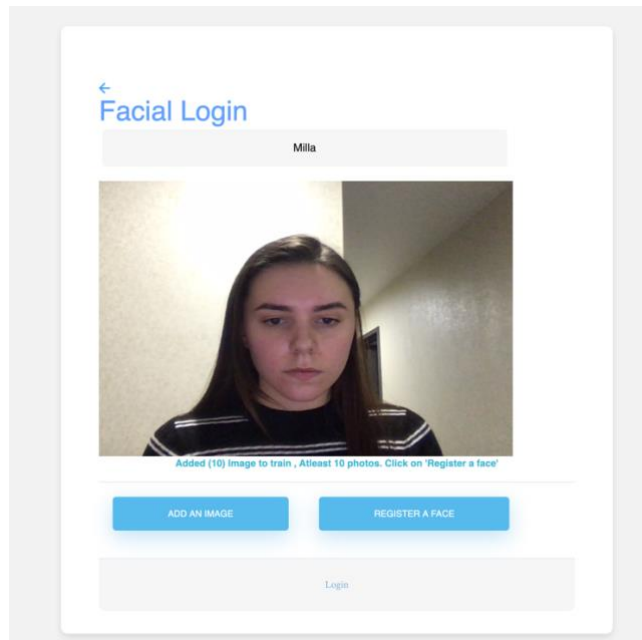 Facial Login
Milla
Added (10) Image to train , Atleast 10 photos. Click on 'Register a face'
ADD AN IMAGE
REGISTER A FACE
Login